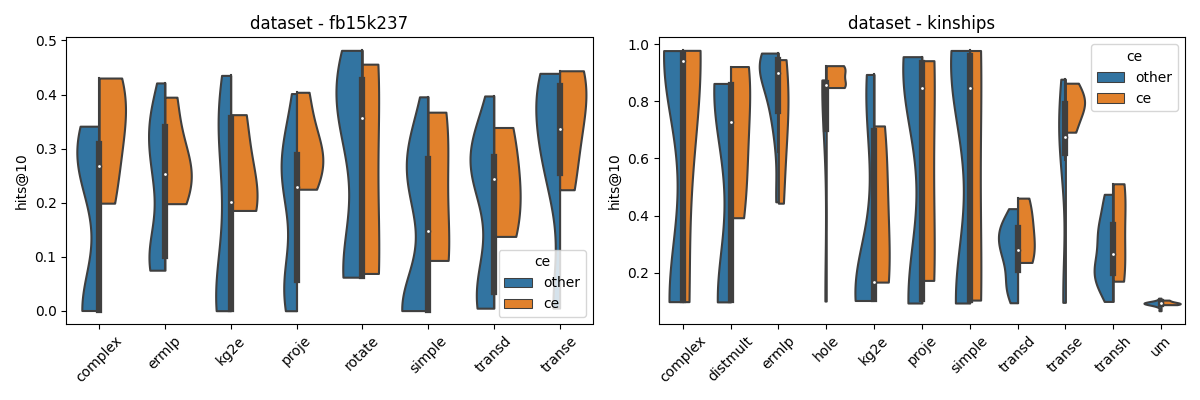 dataset - fb15k237
hits@10
0.5
0.4
0.3
0.2
0.1
0.0
ce
other
ce
complex
ermlp
kg2e
proje
rotate
simple
transd
transe
dataset - kinships
hits@10
1.0
0.8
0.6
0.4
0.2
ce
other
ce
complex
distmult
ermlp
hole
kg2e
proje
simple
transd
transe
transh
um